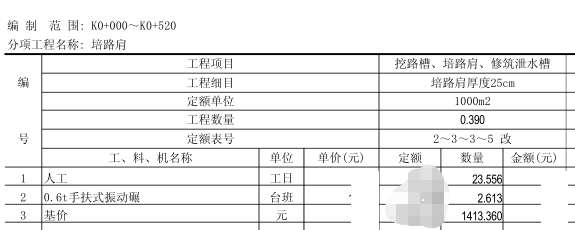 编 制 范 围: K0+000～K0+520
分项工程名称: 培路肩
编号
工程项目 挖路槽、培路肩、修筑泄水槽
工程细目 培路肩厚度25cm
定额单位 1000m2
工程数量 0.390
定额表号 2～3～3～5 改
工、料、机名称 单位 单价(元) 定额 数量 金额(元)
1 人工 工日 23.556
2 0.6t手扶式振动碾 台班 2.613
3 基价 元 1413.360